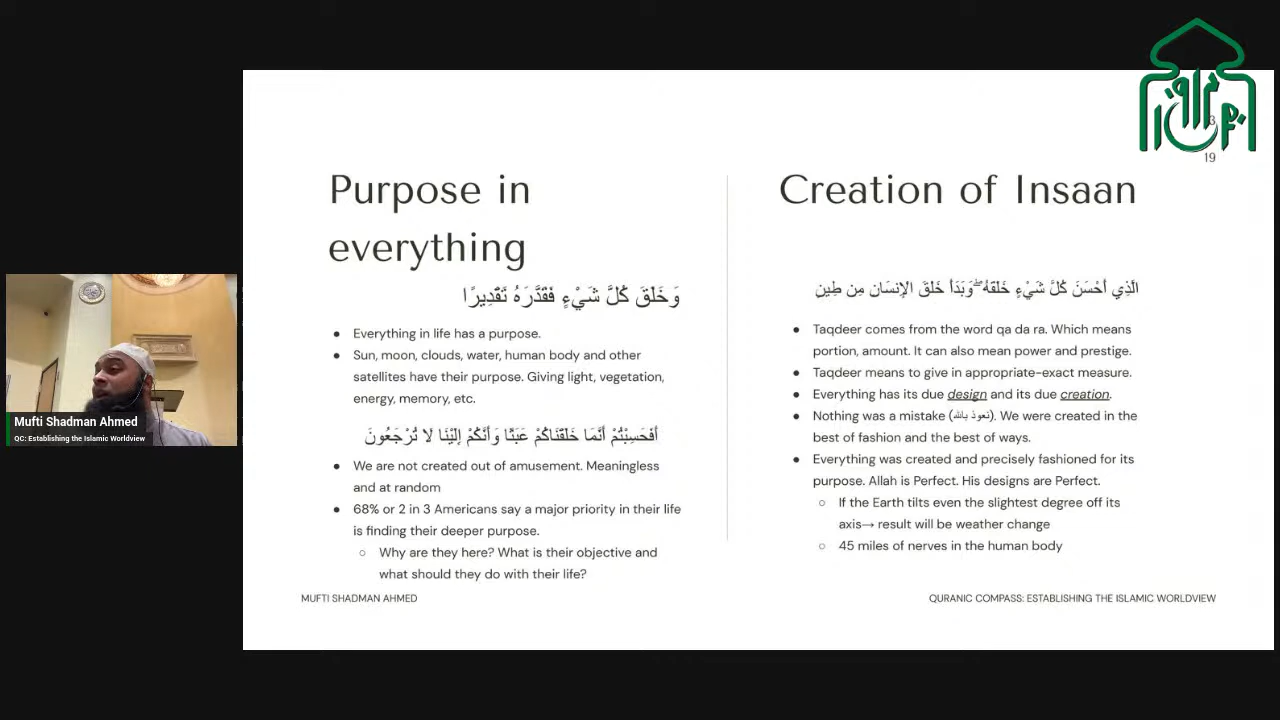 19
Purpose in
everything
وَخَلَقَ كُلَّ شَيْءٍ فَقَدَّرَهُ تَقْدِيرًا
● Everything in life has a purpose.
● Sun, moon, clouds, water, human body and other
satellites have their purpose. Giving light, vegetation,
energy, memory, etc.
أَفَحَسِبْتُمْ أَنَّمَا خَلَقْنَاكُمْ عَبَثًا وَأَنَّكُمْ إِلَيْنَا لَا تُرْجَعُونَ
● We are not created out of amusement. Meaningless
and at random
● 68% or 2 in 3 Americans say a major priority in their life
is finding their deeper purpose.
○ Why are they here? What is their objective and
what should they do with their life?
Creation of Insaan
الَّذِي أَحْسَنَ كُلَّ شَيْءٍ خَلَقَهُ ۖ وَبَدَأَ خَلْقَ الْإِنسَانِ مِن طِينٍ
● Taqdeer comes from the word qa da ra. Which means
portion, amount. It can also mean power and prestige.
● Taqdeer means to give in appropriate-exact measure.
● Everything has its due design and its due creation.
● Nothing was a mistake (نعوذ بالله). We were created in the
best of fashion and the best of ways.
● Everything was created and precisely fashioned for its
purpose. Allah is Perfect. His designs are Perfect.
○ If the Earth tilts even the slightest degree off its
axis→ result will be weather change
○ 45 miles of nerves in the human body
MUFTI SHADMAN AHMED
QURANIC COMPASS: ESTABLISHING THE ISLAMIC WORLDVIEW
Mufti Shadman Ahmed
QC: Establishing the Islamic Worldview